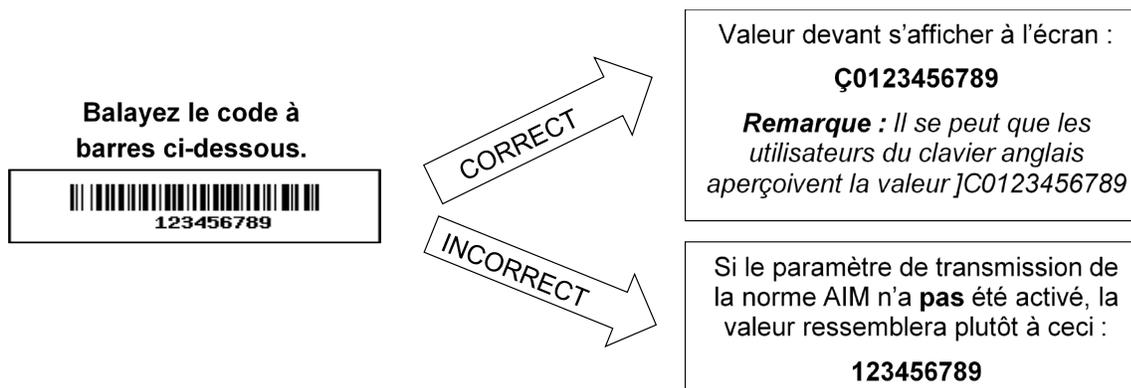 Balayez le code à
barres ci-dessous.
123456789
CORRECT
INCORRECT
Valeur devant s’afficher à l’écran :
Ç0123456789
Remarque : Il se peut que les
utilisateurs du clavier anglais
aperçoivent la valeur ]C0123456789
Si le paramètre de transmission de
la norme AIM n’a pas été activé, la
valeur ressemblera plutôt à ceci :
123456789